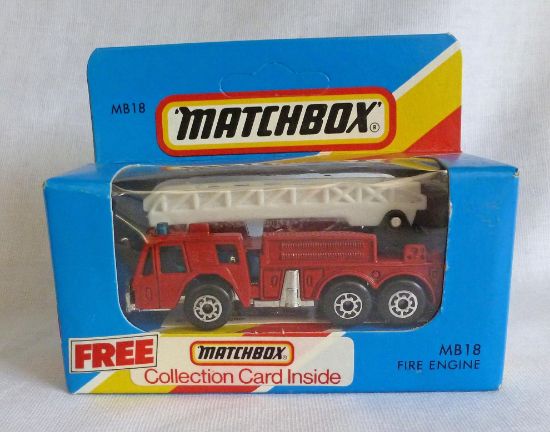 MB18
"MATCHBOX"®
FREE
"MATCHBOX"®
Collection Card Inside
MB18
FIRE ENGINE